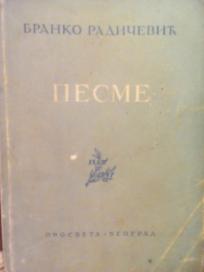 БРАНКО РАДИЧЕВИЋ
ПЕСМЕ
ПРОСВЕТА - БЕОГРАД